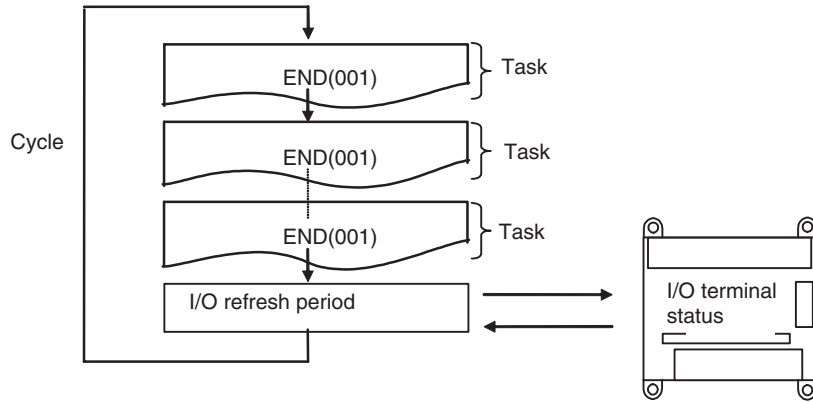 END(001)
Task
Cycle
END(001)
Task
END(001)
Task
I/O refresh period
I/O terminal
status